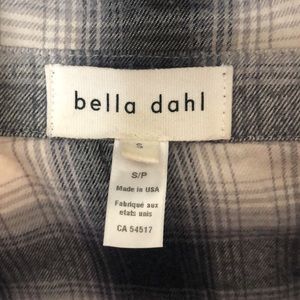 bella dahl
S
S/P
Made in USA
Fabriqué aux
etats unis
CA 54517